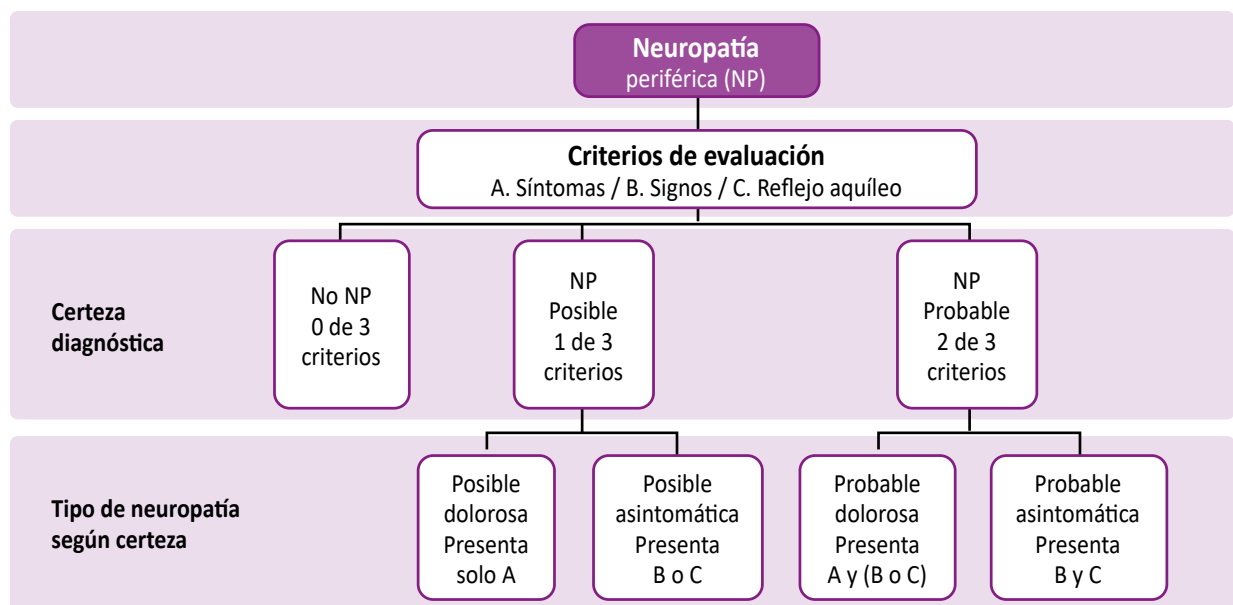 Neuropatía
periférica (NP)
Criterios de evaluación
A. Síntomas / B. Signos / C. Reflejo aquíleo
Certeza
diagnóstica
No NP
0 de 3
criterios
NP
Posible
1 de 3
criterios
NP
Probable
2 de 3
criterios
Tipo de neuropatía
según certeza
Posible
dolorosa
Presenta
solo A
Posible
asintomática
Presenta
B o C
Probable
dolorosa
Presenta
A y (B o C)
Probable
asintomática
Presenta
B y C